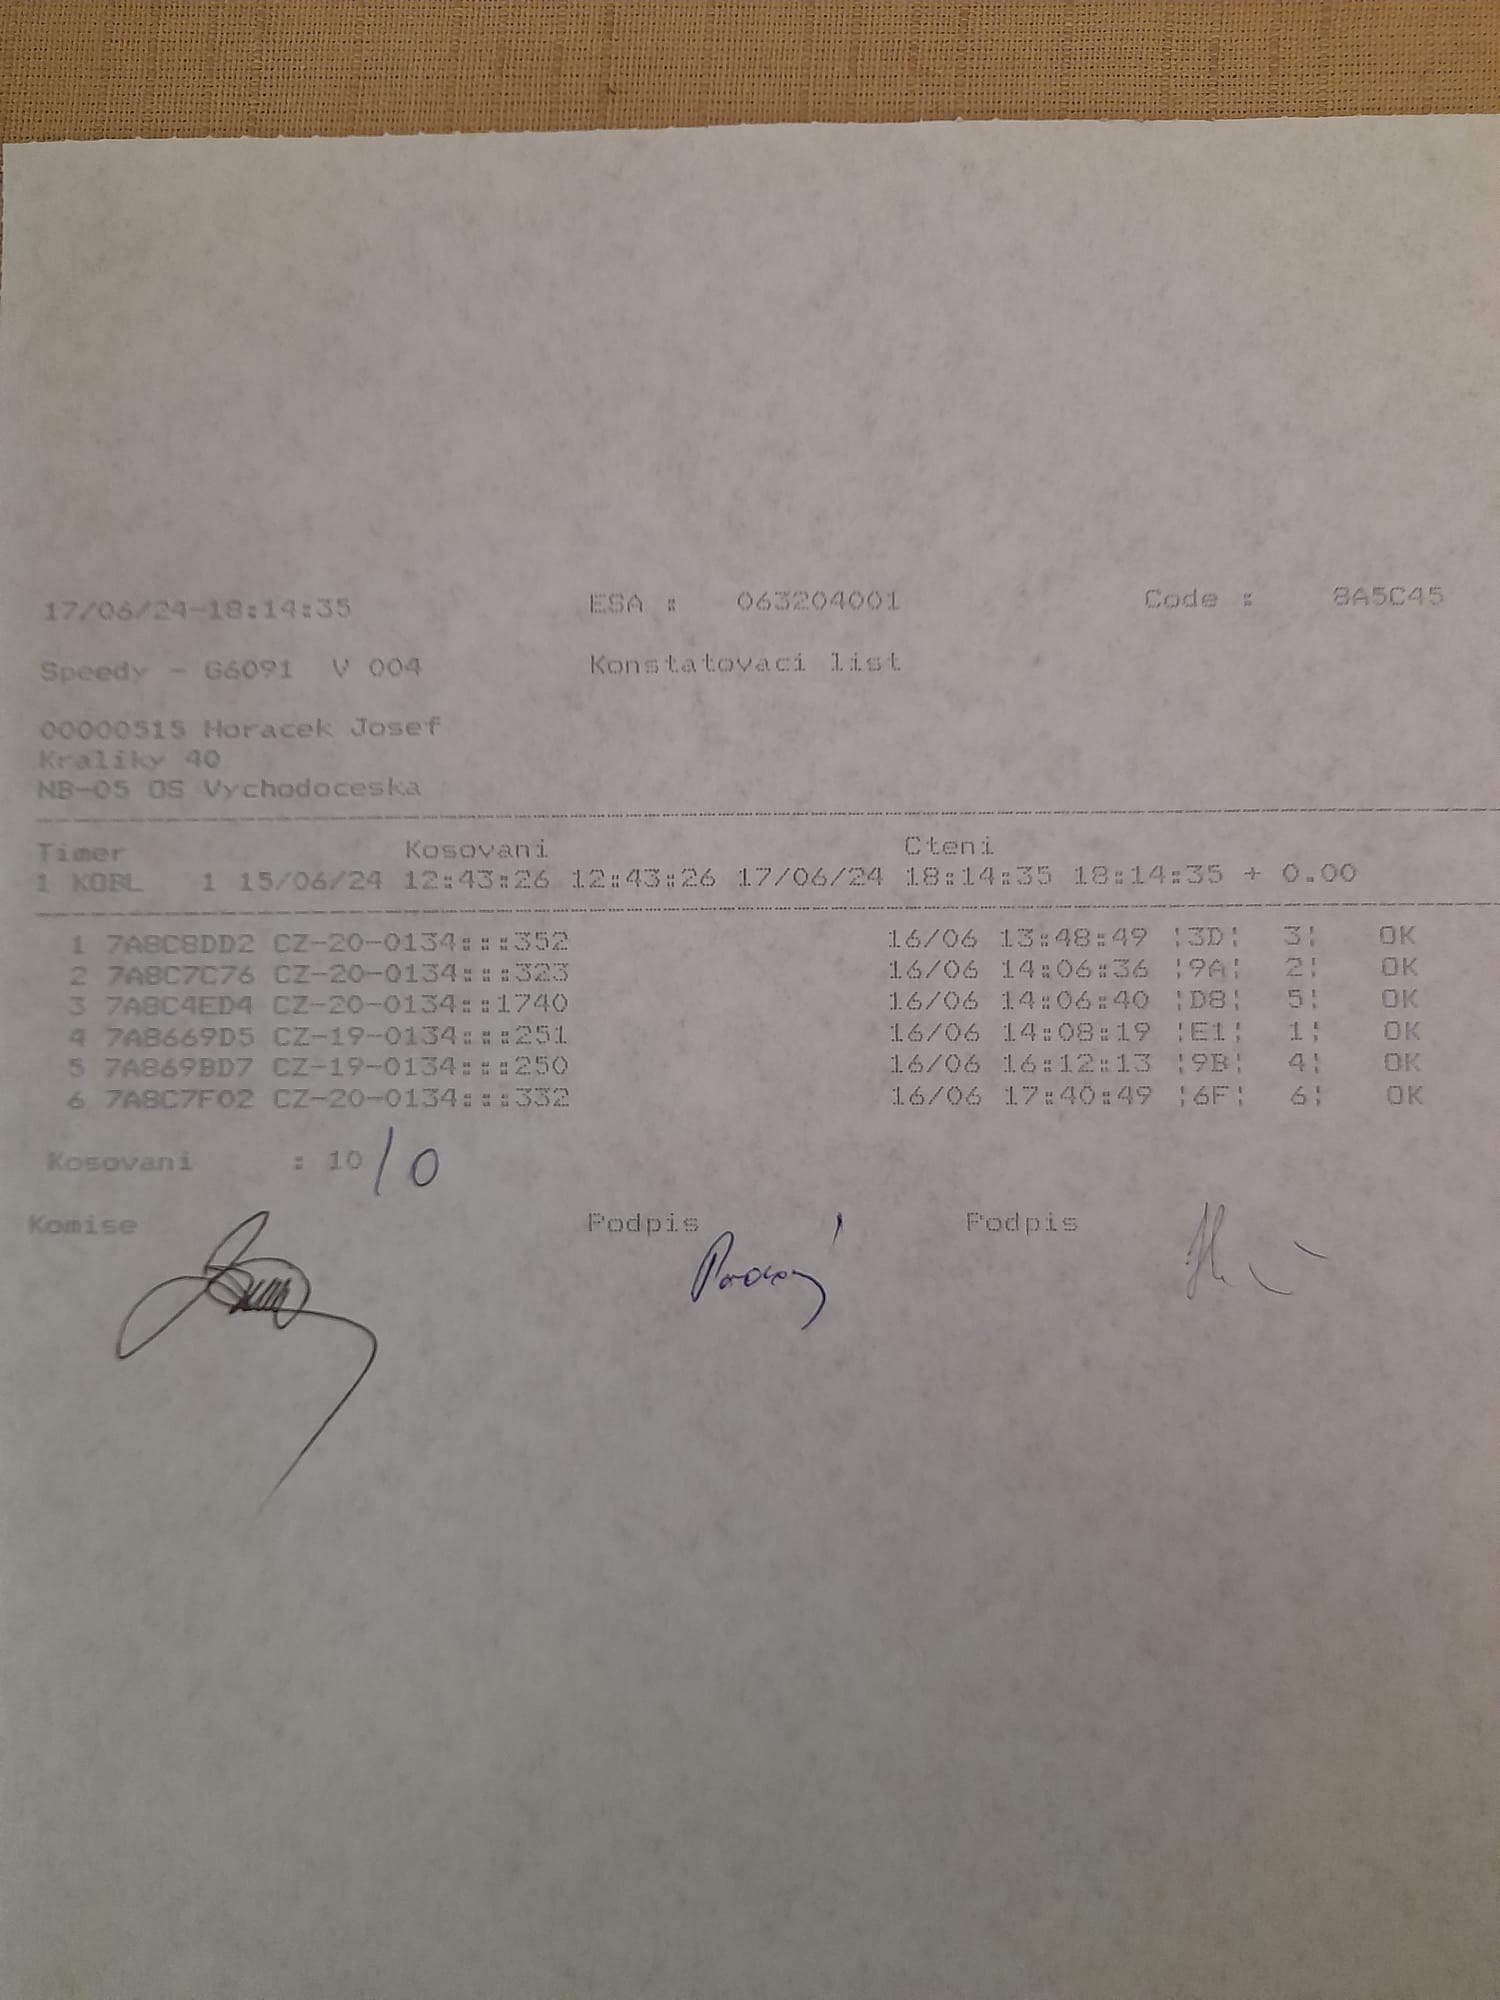 17/06/24-18:14:35 ESA : 063204001 Code : 8A5C45
Speedy - G6091 V 004 Konstatovaci list
00000515 Horacek Josef
Kraliky 40
NB-05 OS Vychodoceska
Timer Kosovani Cteni
1 KOBL 1 15/06/24 12:43:26 12:43:26 17/06/24 18:14:35 18:14:35 + 0.00
1 7A8C8DD2 CZ-20-0134:::352 16/06 13:48:49 ¦3D¦ 3¦ OK
2 7A8C7C76 CZ-20-0134:::323 16/06 14:06:36 ¦9A¦ 2¦ OK
3 7A8C4ED4 CZ-20-0134::1740 16/06 14:06:40 ¦D8¦ 5¦ OK
4 7A8669D5 CZ-19-0134:::251 16/06 14:08:19 ¦E1¦ 1¦ OK
5 7A869BD7 CZ-19-0134:::250 16/06 16:12:13 ¦9B¦ 4¦ OK
6 7A8C7F02 CZ-20-0134:::332 16/06 17:40:49 ¦6F¦ 6¦ OK
Kosovani : 10 / 0
Komise Podpis Podpis